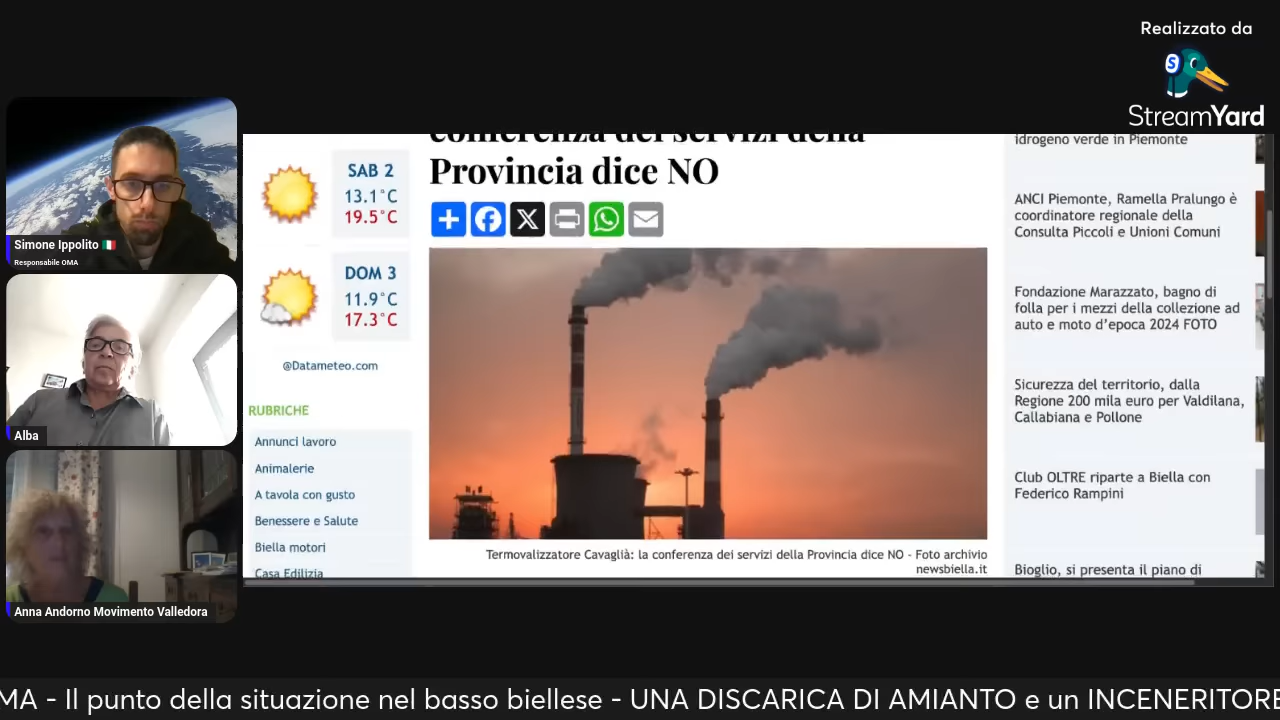 Realizzato da
StreamYard
Simone Ippolito
Responsabile OMA
Alba
Anna Andorno Movimento Valledora
SAB 2
13.1°C
19.5°C
DOM 3
11.9°C
17.3°C
@Datameteo.com
RUBRICHE
Annunci lavoro
Animalerie
A tavola con gusto
Benessere e Salute
Biella motori
Casa Edilizia
conferenza dei servizi della
Provincia dice NO
Termovalizzatore Cavaglià: la conferenza dei servizi della Provincia dice NO - Foto archivio
newsbiella.it
idrogeno verde in Piemonte
ANCI Piemonte, Ramella Pralungo è
coordinatore regionale della
Consulta Piccoli e Unioni Comuni
Fondazione Marazzato, bagno di
folla per i mezzi della collezione ad
auto e moto d'epoca 2024 FOTO
Sicurezza del territorio, dalla
Regione 200 mila euro per Valdilana,
Callabiana e Pollone
Club OLTRE riparte a Biella con
Federico Rampini
Bioglio, si presenta il piano di
MA - Il punto della situazione nel basso biellese - UNA DISCARICA DI AMIANTO e un INCENERITORE